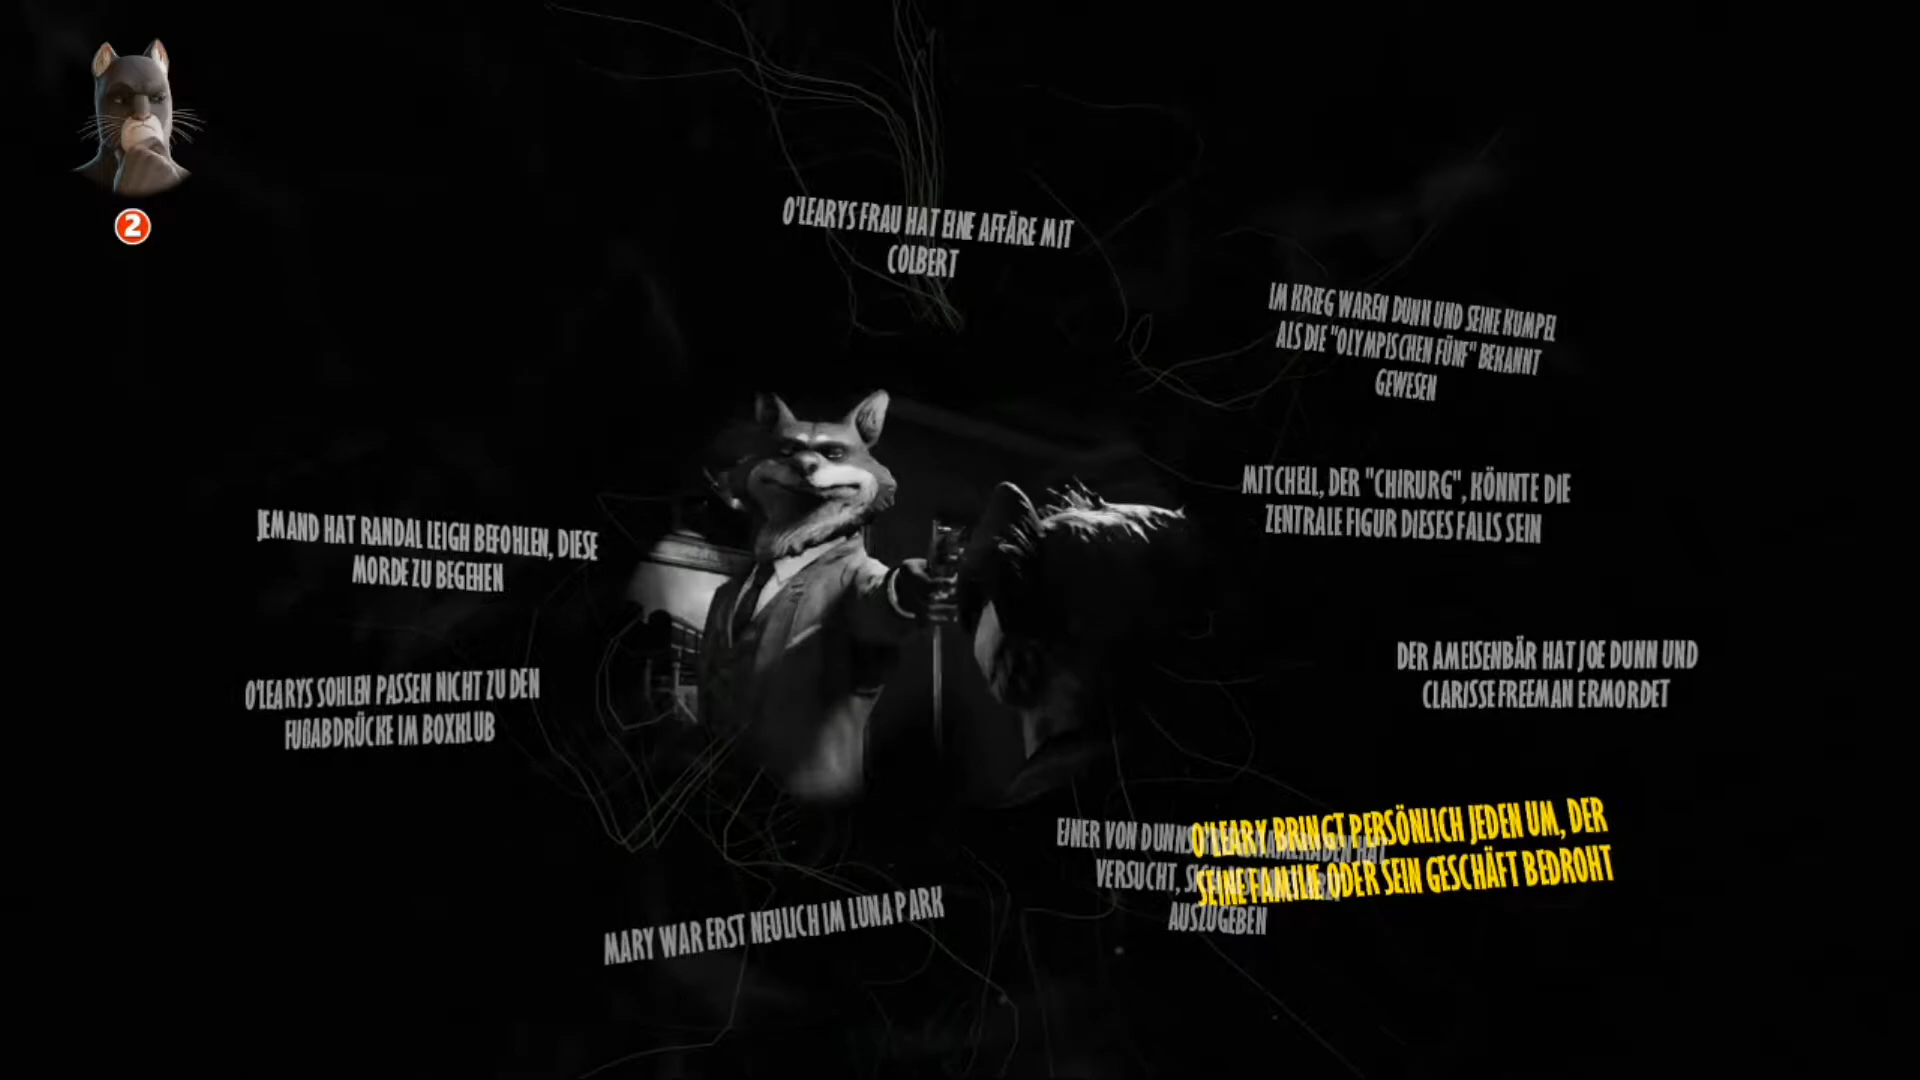 2
O'LEARYS FRAU HAT EINE AFFÄRE MIT
COLBERT
IM KRIEG WAREN DUNN UND SEINE KUMPEL
ALS DIE "OLYMPISCHEN FÜNF" BEKANNT
GEWESEN
MITCHELL, DER "CHIRURG", KÖNNTE DIE
ZENTRALE FIGUR DIESES FALLS SEIN
JEMAND HAT RANDAL LEIGH BEFOHLEN, DIESE
MORDE ZU BEGEHEN
DER AMEISENBÄR HAT JOE DUNN UND
CLARISSE FREEMAN ERMORDET
O'LEARYS SOHLEN PASSEN NICHT ZU DEN
FUßABDRÜCKE IM BOXKLUB
O'LEARY BRINGT PERSÖNLICH JEDEN UM, DER
SEINE FAMILIE ODER SEIN GESCHÄFT BEDROHT
EINER VON DUNNS HAT
VERSUCHT,
AUSZUGEBEN
MARY WAR ERST NEULICH IM LUNA PARK